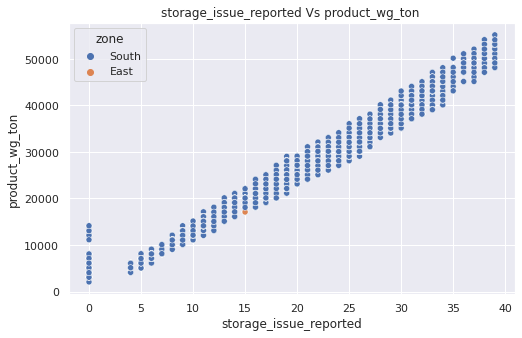 storage_issue_reported Vs product_wg_ton
zone
South
East
product_wg_ton
50000
40000
30000
20000
10000
0
0 5 10 15 20 25 30 35 40
storage_issue_reported